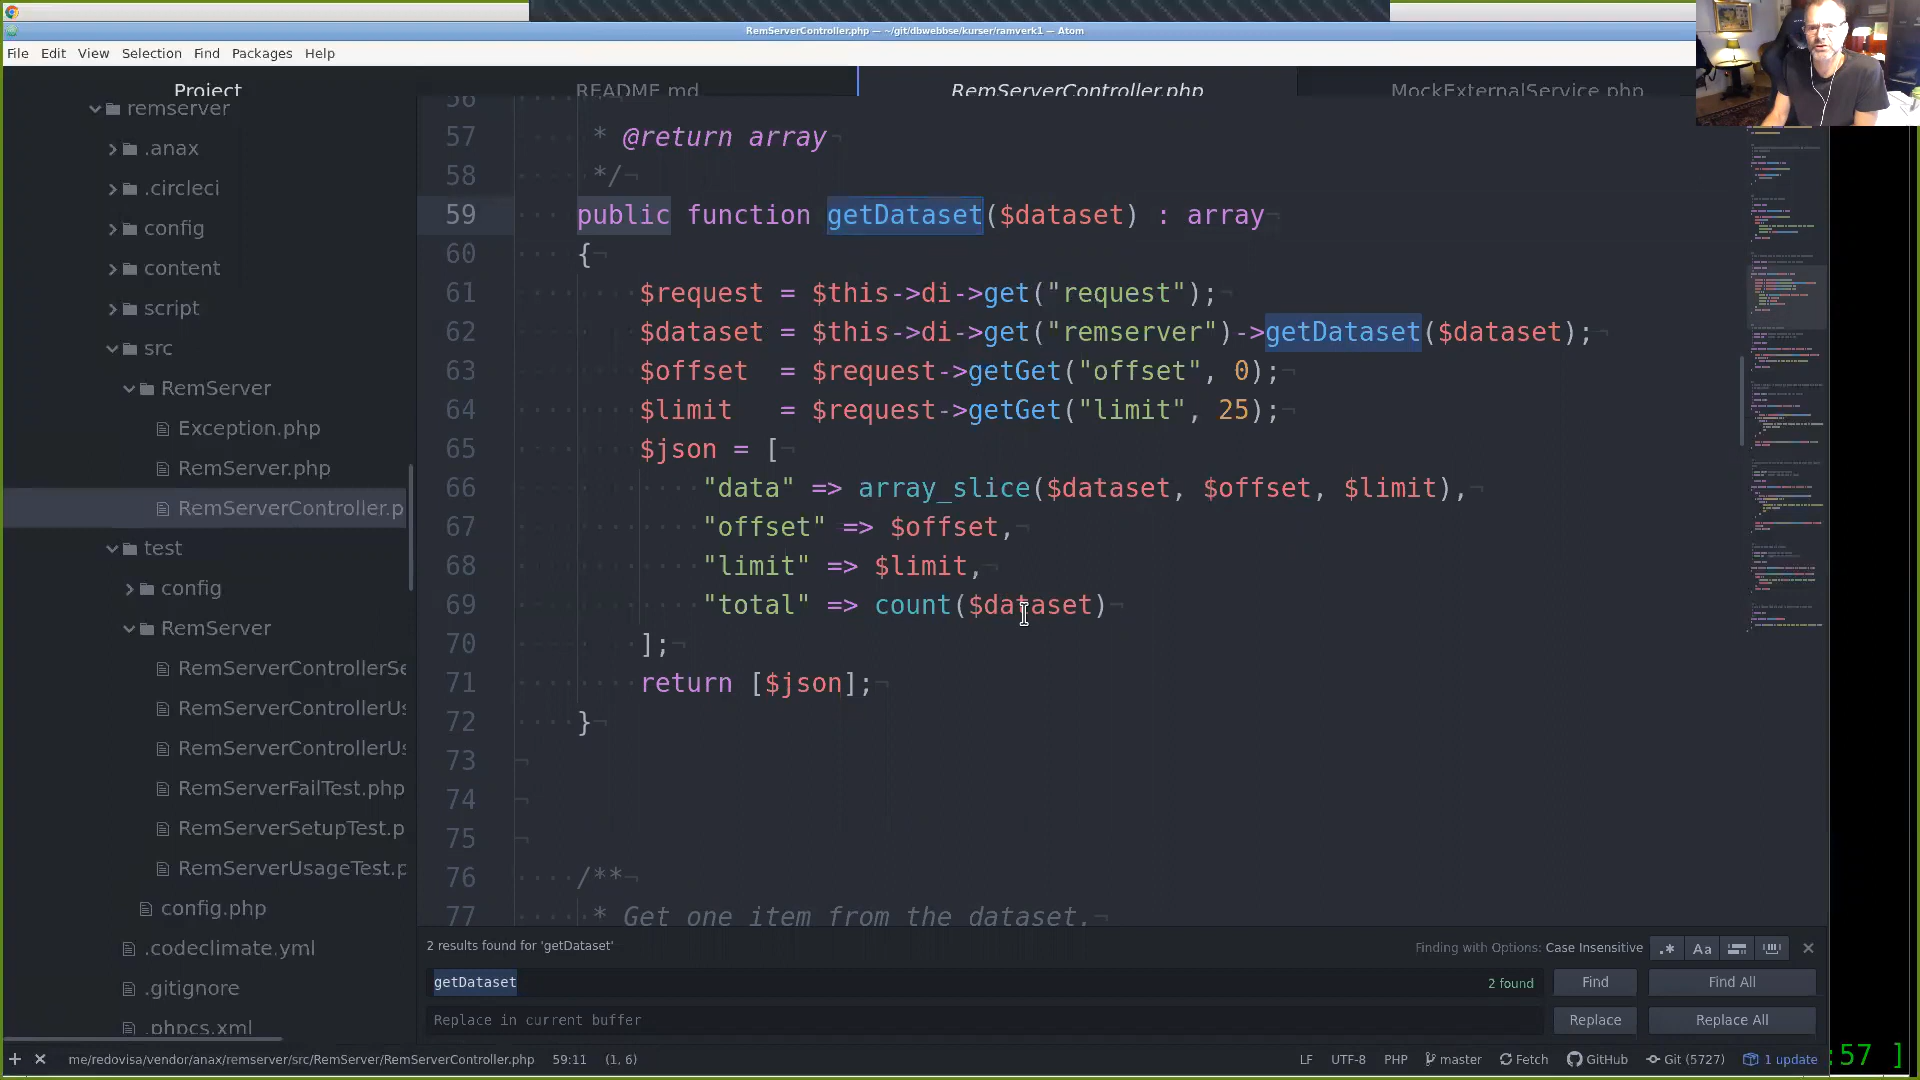 RemServerController.php — ~/git/dbwebbse/kurser/ramverk1 — Atom
File Edit View Selection Find Packages Help
Project
README.md
RemServerController.php
MockExternalService.php
remserver
.anax
.circleci
config
content
script
src
RemServer
Exception.php
RemServer.php
RemServerController.p
test
config
RemServer
RemServerControllerSe
RemServerControllerUs
RemServerControllerUs
RemServerFailTest.php
RemServerSetupTest.p
RemServerUsageTest.p
config.php
.codeclimate.yml
.gitignore
.phpcs.xml
56
57 * @return array
58 */
59 public function getDataset($dataset) : array
60 {
61 $request = $this->di->get("request");
62 $dataset = $this->di->get("remserver")->getDataset($dataset);
63 $offset = $request->getGet("offset", 0);
64 $limit = $request->getGet("limit", 25);
65 $json = [
66 "data" => array_slice($dataset, $offset, $limit),
67 "offset" => $offset,
68 "limit" => $limit,
69 "total" => count($dataset)
70 ];
71 return [$json];
72 }
73
74
75
76 /**
77 * Get one item from the dataset.
2 results found for 'getDataset'
Finding with Options: Case Insensitive
.* Aa
getDataset
2 found
Find
Find All
Replace in current buffer
Replace
Replace All
me/redovisa/vendor/anax/remserver/src/RemServer/RemServerController.php 59:11 (1, 6)
LF UTF-8 PHP master Fetch GitHub Git (5727) 1 update
:57 ]